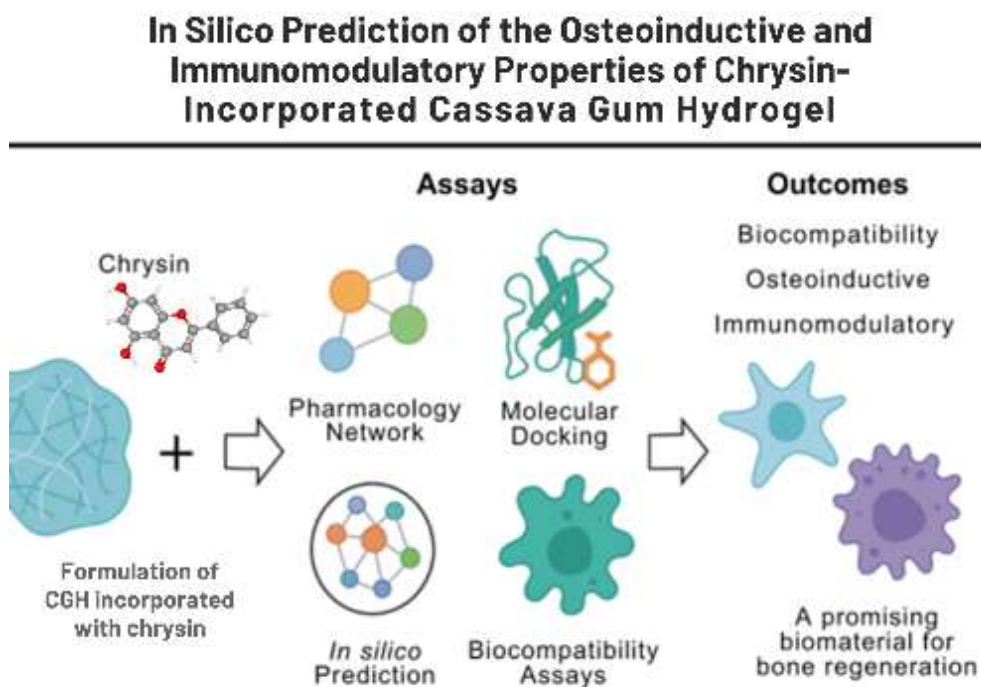 In Silico Prediction of the Osteoinductive and
Immunomodulatory Properties of Chrysin-
Incorporated Cassava Gum Hydrogel
Assays
Outcomes
Chrysin
+
Formulation of
CGH incorporated
with chrysin
Pharmacology
Network
Molecular
Docking
In silico
Prediction
Biocompatibility
Assays
Biocompatibility
Osteoinductive
Immunomodulatory
A promising
biomaterial for
bone regeneration